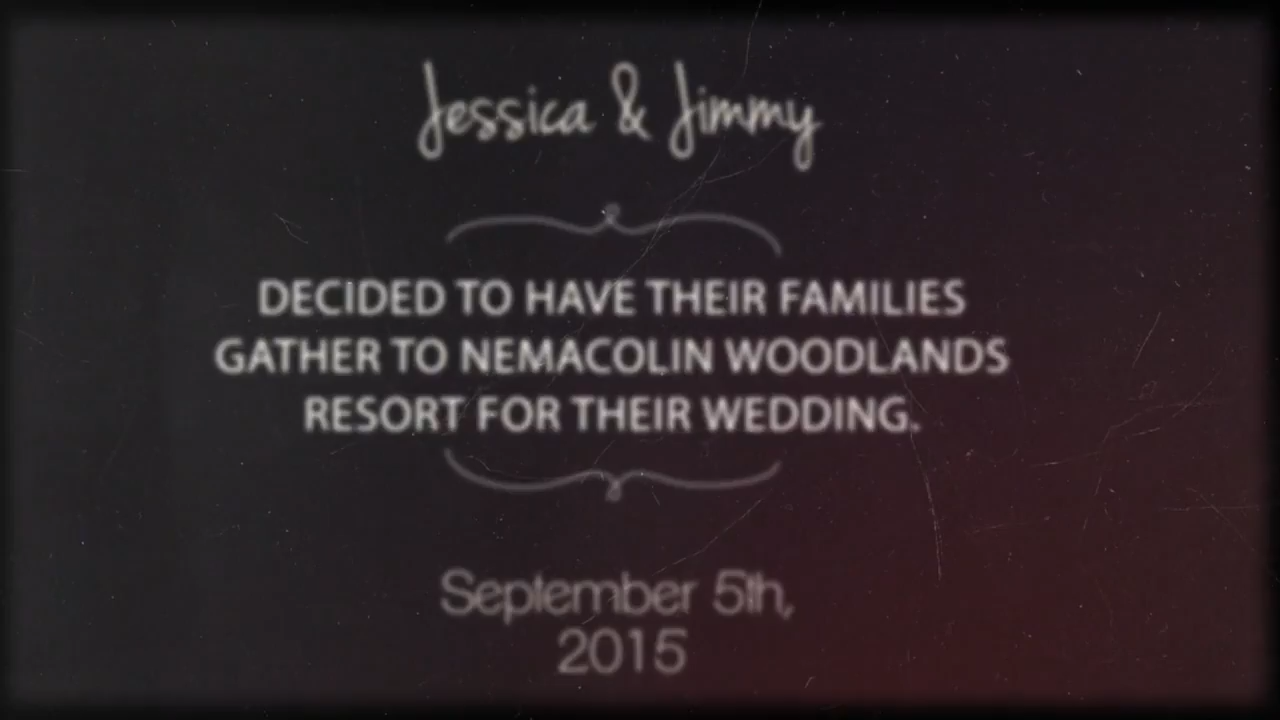 Jessica & Jimmy
DECIDED TO HAVE THEIR FAMILIES
GATHER TO NEMACOLIN WOODLANDS
RESORT FOR THEIR WEDDING.
September 5th,
2015